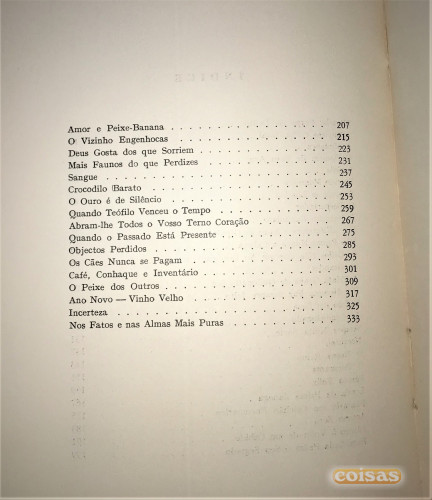 Amor e Peixe-Banana . . . . . . . . . . . . . 207
O Vizinho Engenhocas . . . . . . . . . . . . . 215
Deus Gosta dos que Sorriem . . . . . . . . . . . 223
Mais Faunos do que Perdizes . . . . . . . . . . . 231
Sangue . . . . . . . . . . . . . . . . . 237
Crocodilo Barato . . . . . . . . . . . . . . 245
O Ouro é de Silêncio . . . . . . . . . . . . . 253
Quando Teófilo Venceu o Tempo . . . . . . . . . . 259
Abram-lhe Todos o Vosso Terno Coração . . . . . . . . 267
Quando o Passado Está Presente . . . . . . . . . . 275
Objectos Perdidos . . . . . . . . . . . . . . 285
Os Cães Nunca se Pagam . . . . . . . . . . . . 293
Café, Conhaque e Inventário . . . . . . . . . . . 301
O Peixe dos Outros . . . . . . . . . . . . . . 309
Ano Novo — Vinho Velho . . . . . . . . . . . . 317
Incerteza . . . . . . . . . . . . . . . . 325
Nos Fatos e nas Almas Mais Puras . . . . . . . . . 333
coisas